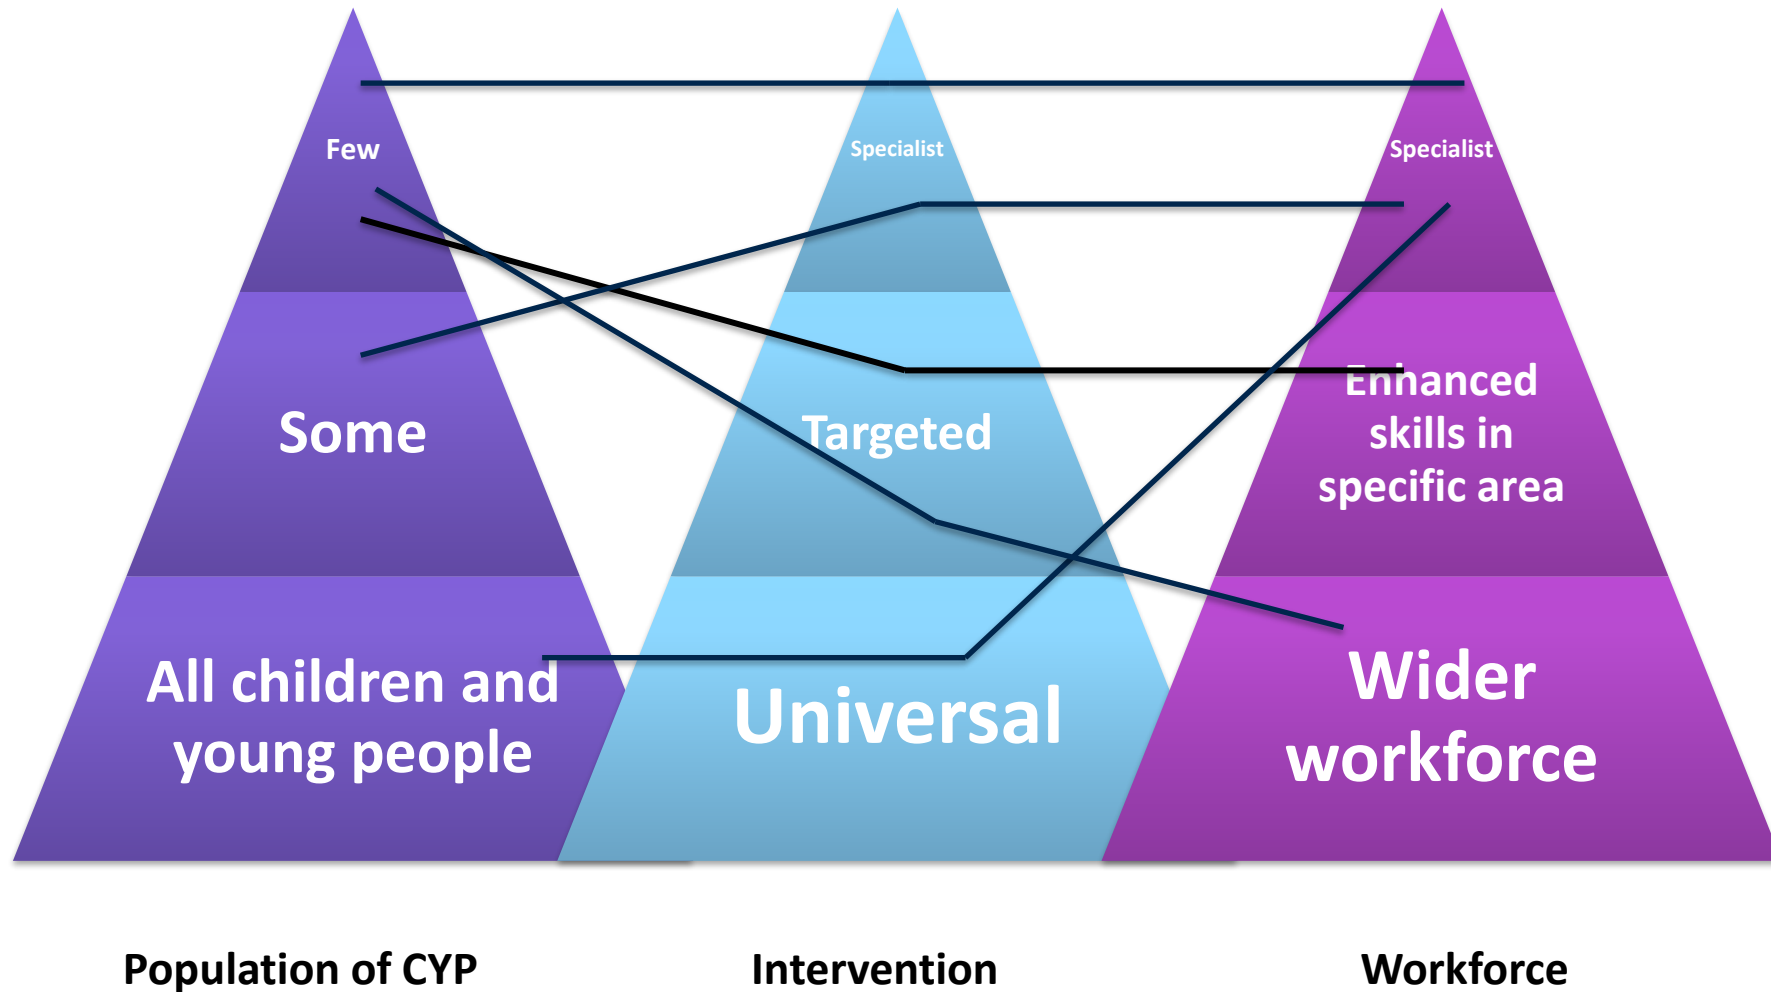 Few
Some
All children and
young people
Specialist
Targeted
Universal
Specialist
Enhanced
skills in
specific area
Wider
workforce
Population of CYP
Intervention
Workforce